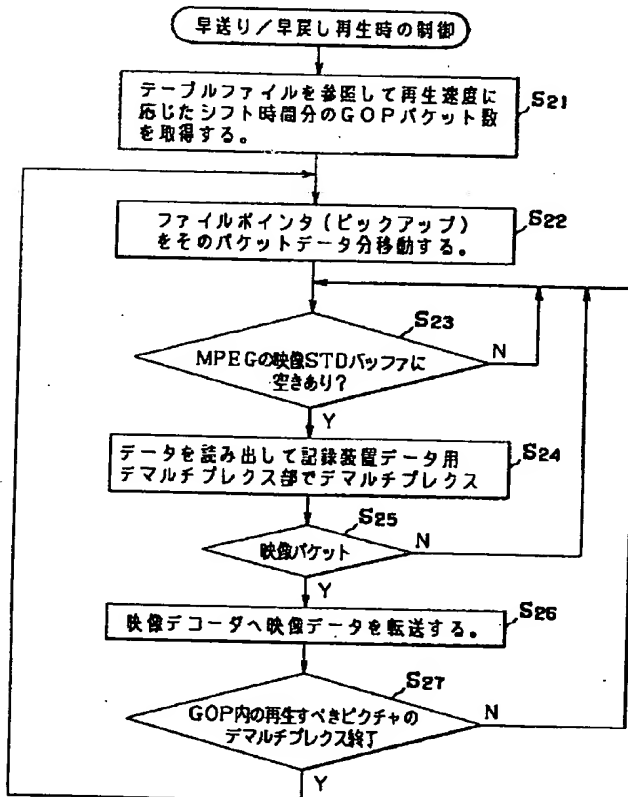 早送り／早戻し再生時の制御
テーブルファイルを参照して再生速度に
応じたシフト時間分のGOPパケット数
を取得する。
S21
ファイルポインタ(ピックアップ)
をそのパケットデータ分移動する。
S22
S23
MPEGの映像STDバッファに
空きあり?
N
Y
データを読み出して記録装置データ用
デマルチプレクス部でデマルチプレクス
S24
S25
映像パケット
N
Y
映像デコーダへ映像データを転送する。
S26
S27
GOP内の再生すべきピクチャの
デマルチプレクス終了
N
Y